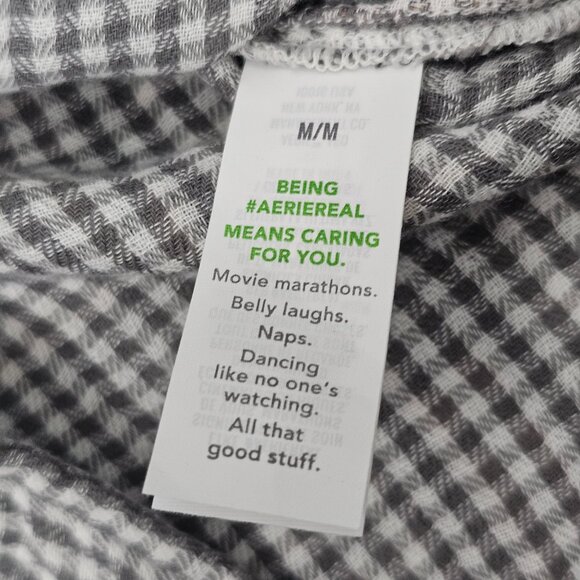 M/M
BEING
#AERIEREAL
MEANS CARING
FOR YOU.
Movie marathons.
Belly laughs.
Naps.
Dancing
like no one's
watching.
All that
good stuff.